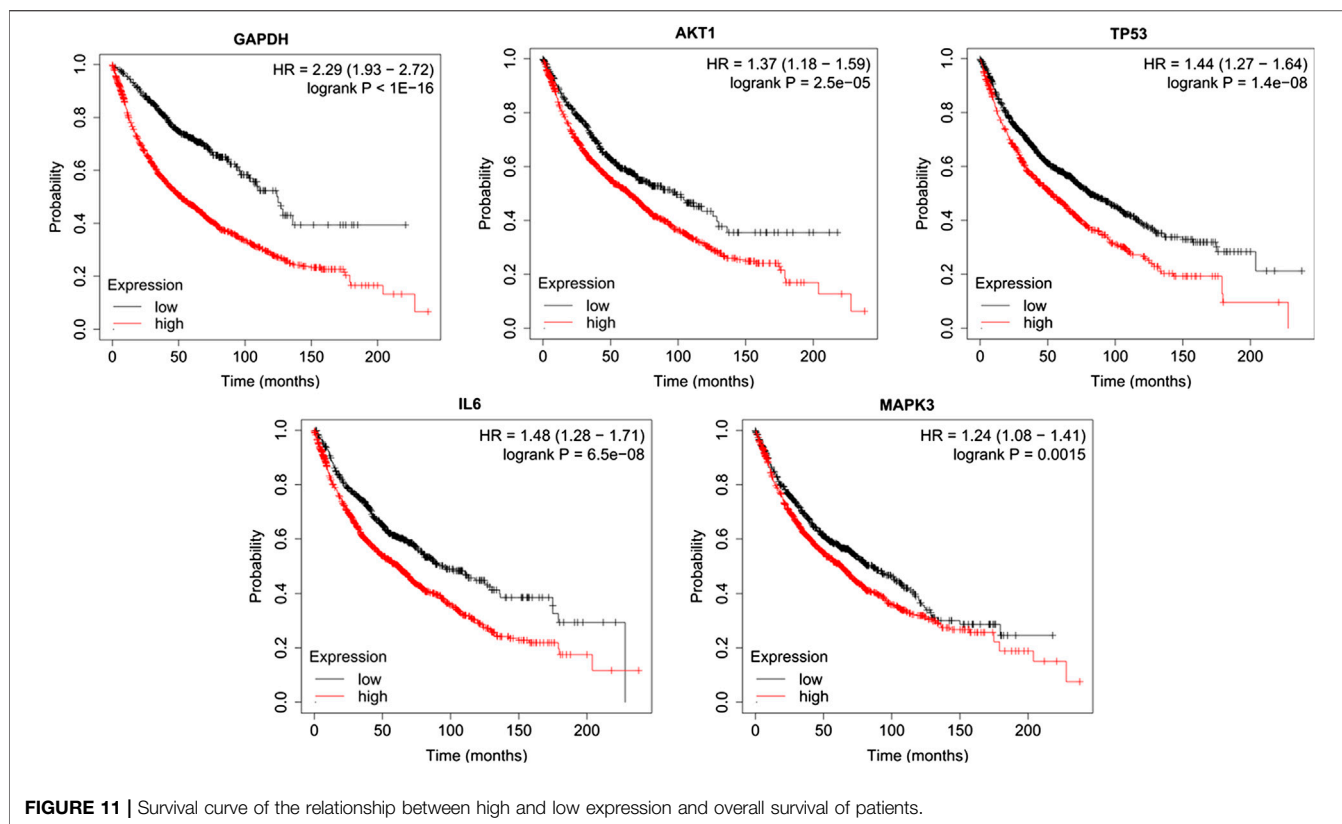 GAPDH
HR = 2.29 (1.93 − 2.72)
logrank P < 1E−16
Probability
1.0
0.8
0.6
0.4
0.2
0.0
Expression
low
high
0
50
100
150
200
Time (months)
AKT1
HR = 1.37 (1.18 − 1.59)
logrank P = 2.5e−05
Probability
1.0
0.8
0.6
0.4
0.2
0.0
Expression
low
high
0
50
100
150
200
Time (months)
TP53
HR = 1.44 (1.27 − 1.64)
logrank P = 1.4e−08
Probability
1.0
0.8
0.6
0.4
0.2
0.0
Expression
low
high
0
50
100
150
200
Time (months)
IL6
HR = 1.48 (1.28 − 1.71)
logrank P = 6.5e−08
Probability
1.0
0.8
0.6
0.4
0.2
0.0
Expression
low
high
0
50
100
150
200
Time (months)
MAPK3
HR = 1.24 (1.08 − 1.41)
logrank P = 0.0015
Probability
1.0
0.8
0.6
0.4
0.2
0.0
Expression
low
high
0
50
100
150
200
Time (months)
FIGURE 11 | Survival curve of the relationship between high and low expression and overall survival of patients.